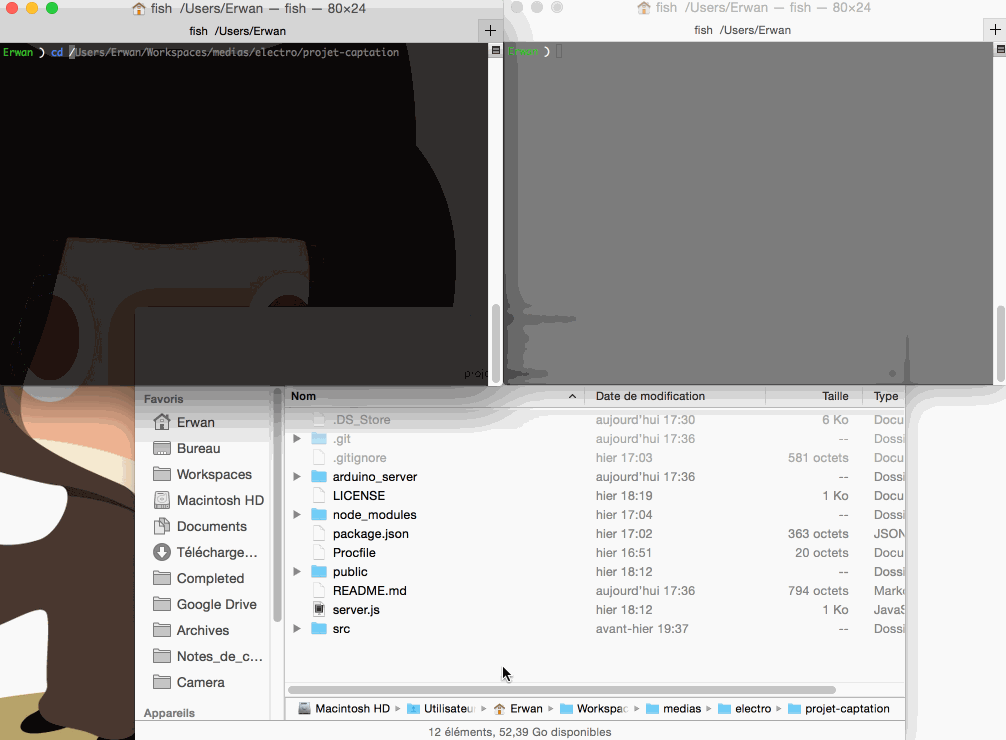 fish /Users/Erwan — fish — 80×24
fish /Users/Erwan — fish — 80×24
fish /Users/Erwan
fish /Users/Erwan
Erwan ❩ cd /Users/Erwan/Workspaces/medias/electro/projet-captation
Erwan ❩
Favoris
Erwan
Bureau
Workspaces
Macintosh HD
Documents
Télécharge…
Completed
Google Drive
Archives
Notes_de_c…
Camera
Appareils
Nom Date de modification Taille Type
.DS_Store aujourd'hui 17:30 6 Ko Docu
.git aujourd'hui 17:36 -- Dossi
.gitignore hier 17:03 581 octets Docu
arduino_server aujourd'hui 17:36 -- Dossi
LICENSE hier 18:19 1 Ko Docu
node_modules hier 17:04 -- Dossi
package.json hier 17:02 363 octets JSON
Procfile hier 16:51 20 octets Docu
public hier 18:12 -- Dossi
README.md aujourd'hui 17:36 794 octets Mark
server.js hier 18:12 1 Ko JavaS
src avant-hier 19:37 -- Dossi
Macintosh HD ▸ Utilisateu ▸ Erwan ▸ Workspac ▸ medias ▸ electro ▸ projet-captation
12 éléments, 52,39 Go disponibles